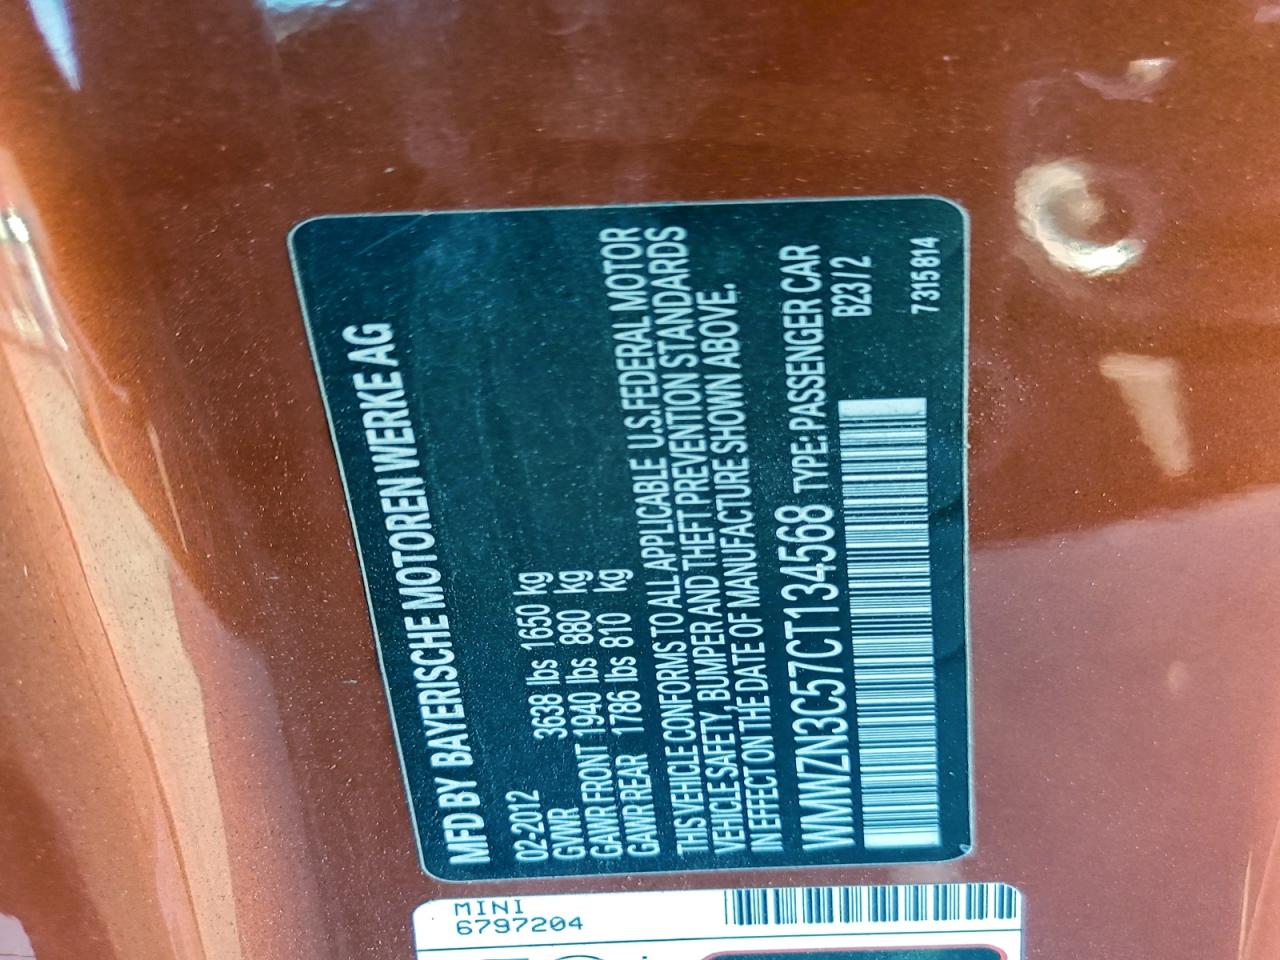 MFD BY BAYERISCHE MOTOREN WERKE AG
02-2012
GVWR 3638 lbs 1650 kg
GAWR FRONT 1940 lbs 880 kg
GAWR REAR 1786 lbs 810 kg
THIS VEHICLE CONFORMS TO ALL APPLICABLE U.S. FEDERAL MOTOR
VEHICLE SAFETY, BUMPER AND THEFT PREVENTION STANDARDS
IN EFFECT ON THE DATE OF MANUFACTURE SHOWN ABOVE.
WMWZN3C57CT134568 TYPE: PASSENGER CAR
B23/2
7 315 814
MINI
6797204